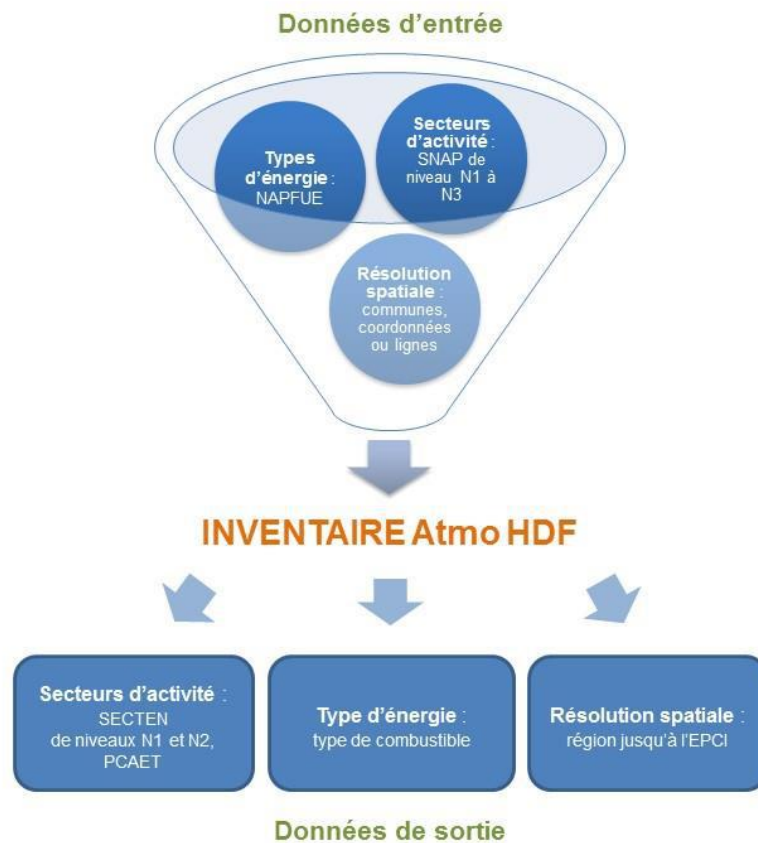 Données d'entrée
Types
d'énergie :
NAPFUE
Secteurs
d'activité :
SNAP de
niveau N1 à
N3
Résolution
spatiale :
communes,
coordonnées
ou lignes
INVENTAIRE Atmo HDF
Secteurs d'activité :
SECTEN
de niveaux N1 et N2,
PCAET
Type d'énergie :
type de combustible
Résolution spatiale :
région jusqu'à l'EPCI
Données de sortie